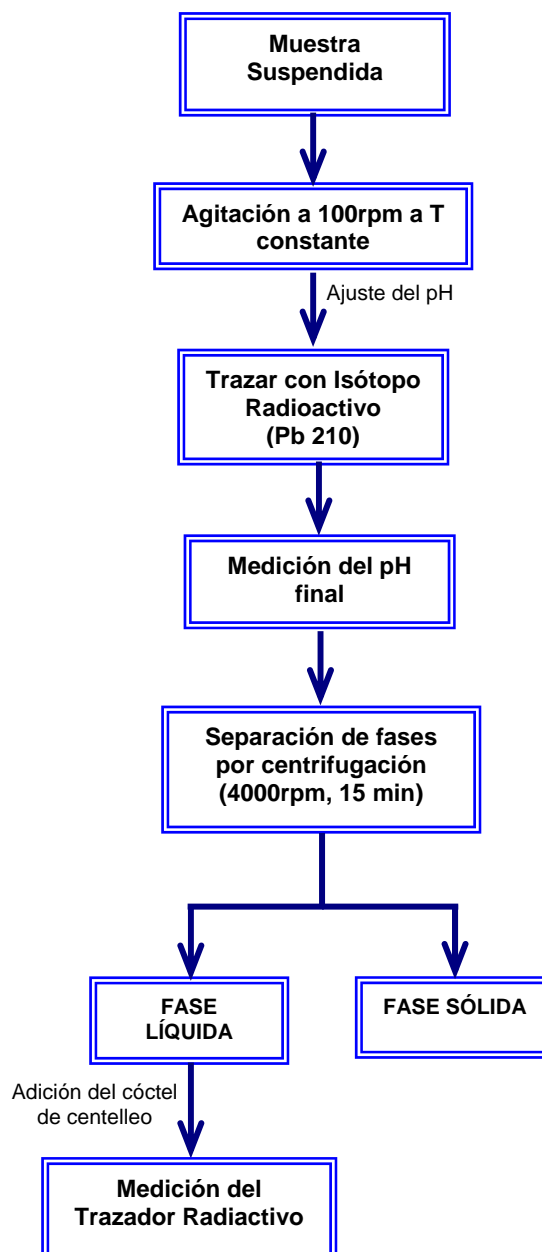 Muestra
Suspendida
Agitación a 100rpm a T
constante
Ajuste del pH
Trazar con Isótopo
Radioactivo
(Pb 210)
Medición del pH
final
Separación de fases
por centrifugación
(4000rpm, 15 min)
FASE
LÍQUIDA
FASE SÓLIDA
Adición del cóctel
de centelleo
Medición del
Trazador Radiactivo